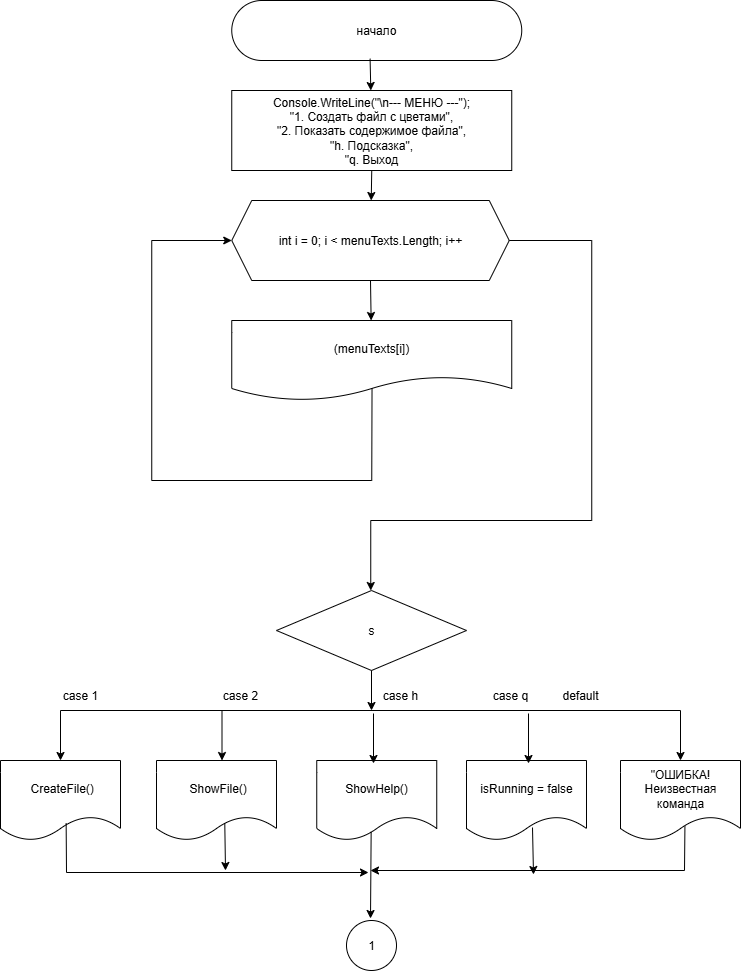 начало
Console.WriteLine("\n--- МЕНЮ ---");
"1. Создать файл с цветами",
"2. Показать содержимое файла",
"h. Подсказка",
"q. Выход
int i = 0; i < menuTexts.Length; i++
(menuTexts[i])
s
case 1
case 2
case h
case q
default
CreateFile()
ShowFile()
ShowHelp()
isRunning = false
"ОШИБКА!
Неизвестная
команда
1